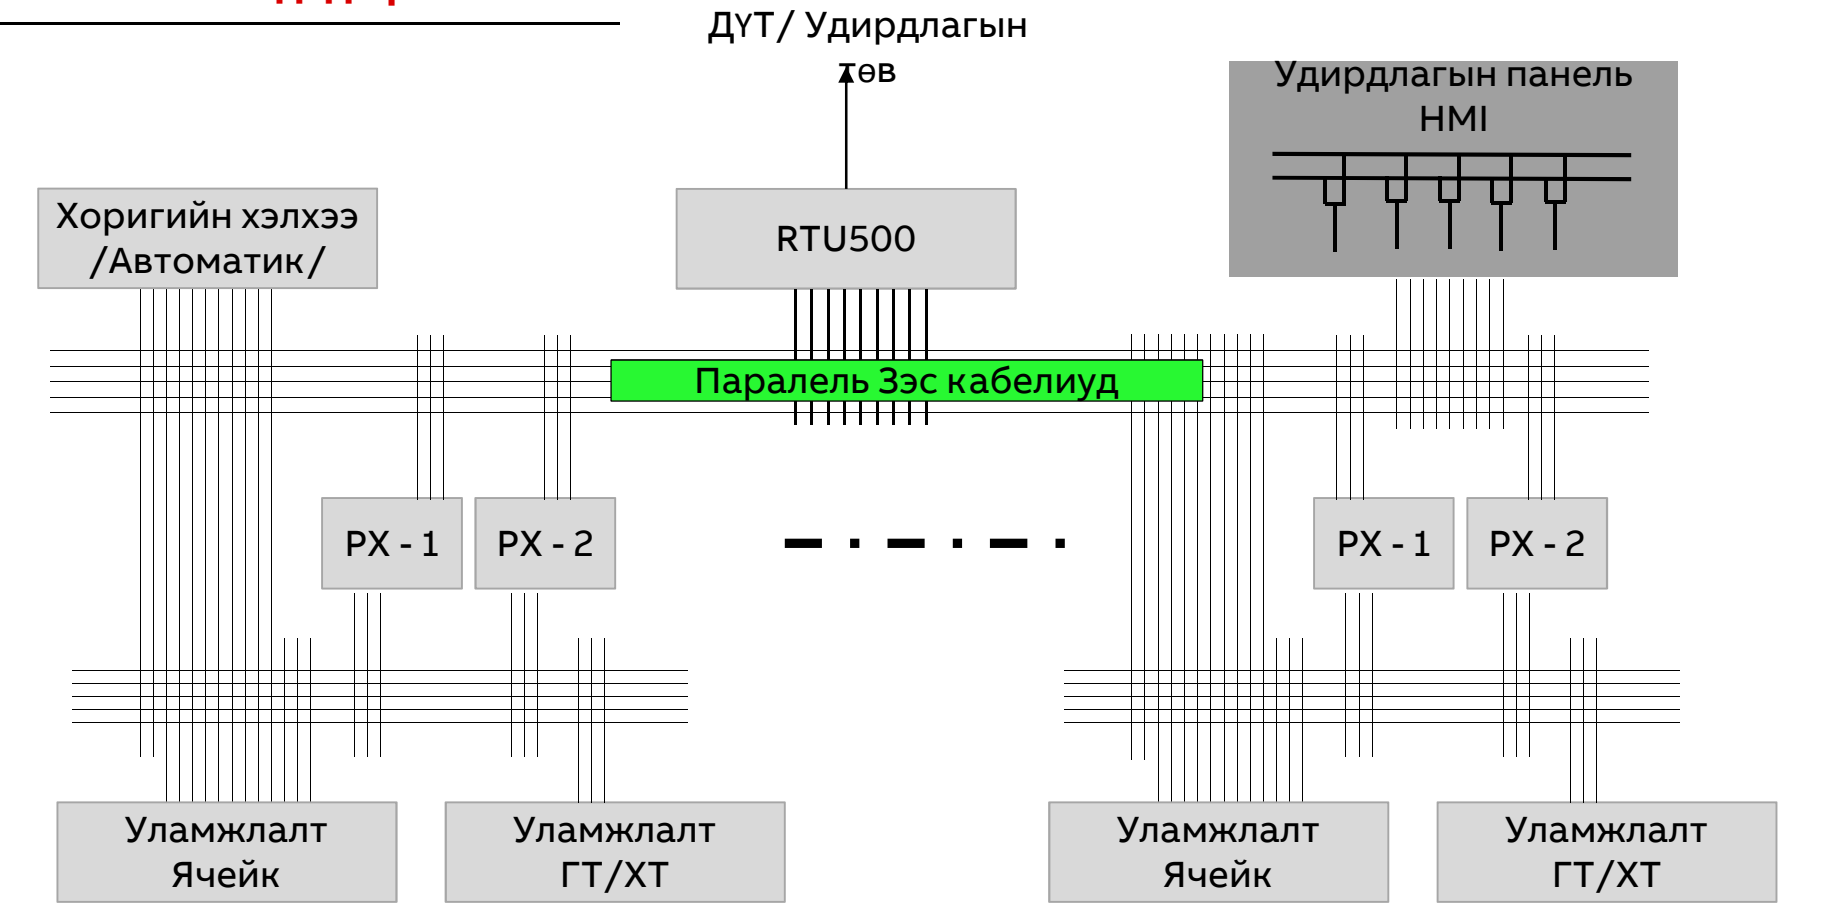 ДҮТ/ Удирдлагын
төв
Удирдлагын панель
HMI
Хоригийн хэлхээ
/Автоматик/
RTU500
Паралель Зэс кабелиуд
РХ - 1
РХ - 2
РХ - 1
РХ - 2
Уламжлалт
Ячейк
Уламжлалт
ГТ/ХТ
Уламжлалт
Ячейк
Уламжлалт
ГТ/ХТ